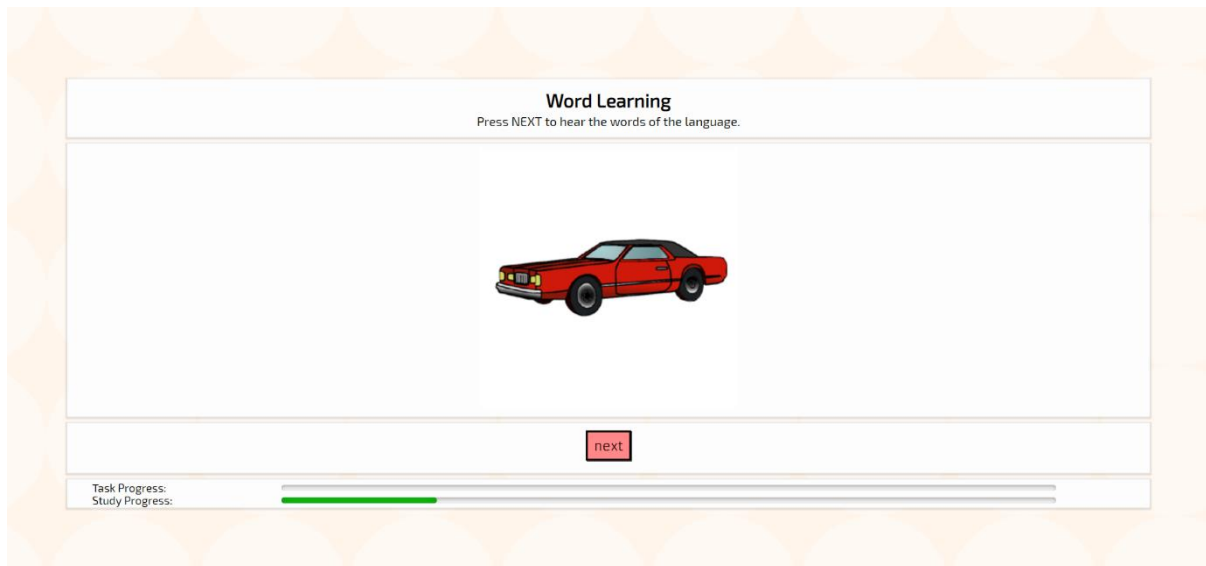 Word Learning
Press NEXT to hear the words of the language.
next
Task Progress:
Study Progress: